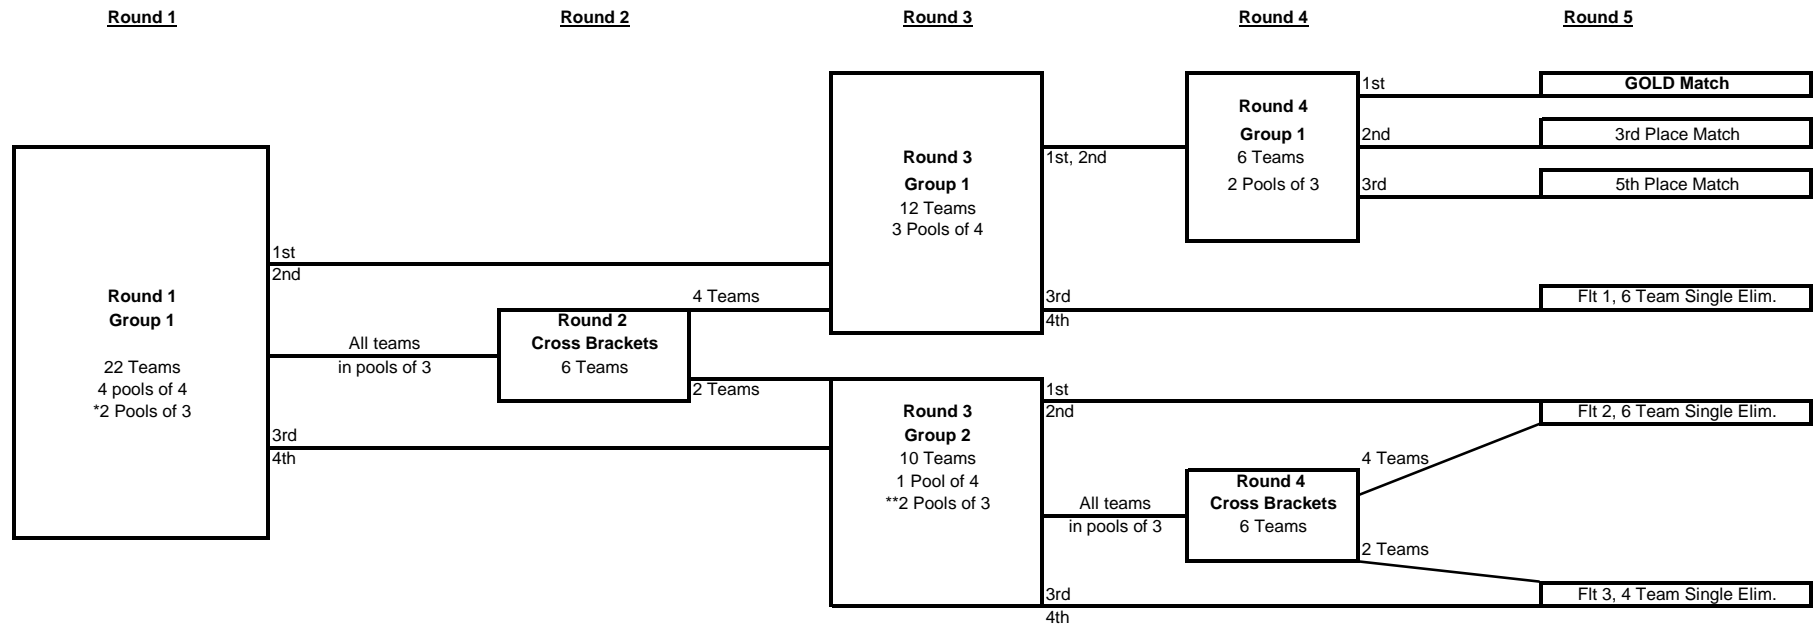 Round 1
Round 2
Round 3
Round 4
Round 5
Round 1
Group 1
22 Teams
4 pools of 4
*2 Pools of 3
1st
2nd
All teams
in pools of 3
3rd
4th
Round 2
Cross Brackets
6 Teams
4 Teams
2 Teams
Round 3
Group 1
12 Teams
3 Pools of 4
1st, 2nd
3rd
4th
Round 3
Group 2
10 Teams
1 Pool of 4
**2 Pools of 3
1st
2nd
All teams
in pools of 3
3rd
4th
Round 4
Group 1
6 Teams
2 Pools of 3
1st
2nd
3rd
Round 4
Cross Brackets
6 Teams
4 Teams
2 Teams
GOLD Match
3rd Place Match
5th Place Match
Flt 1, 6 Team Single Elim.
Flt 2, 6 Team Single Elim.
Flt 3, 4 Team Single Elim.